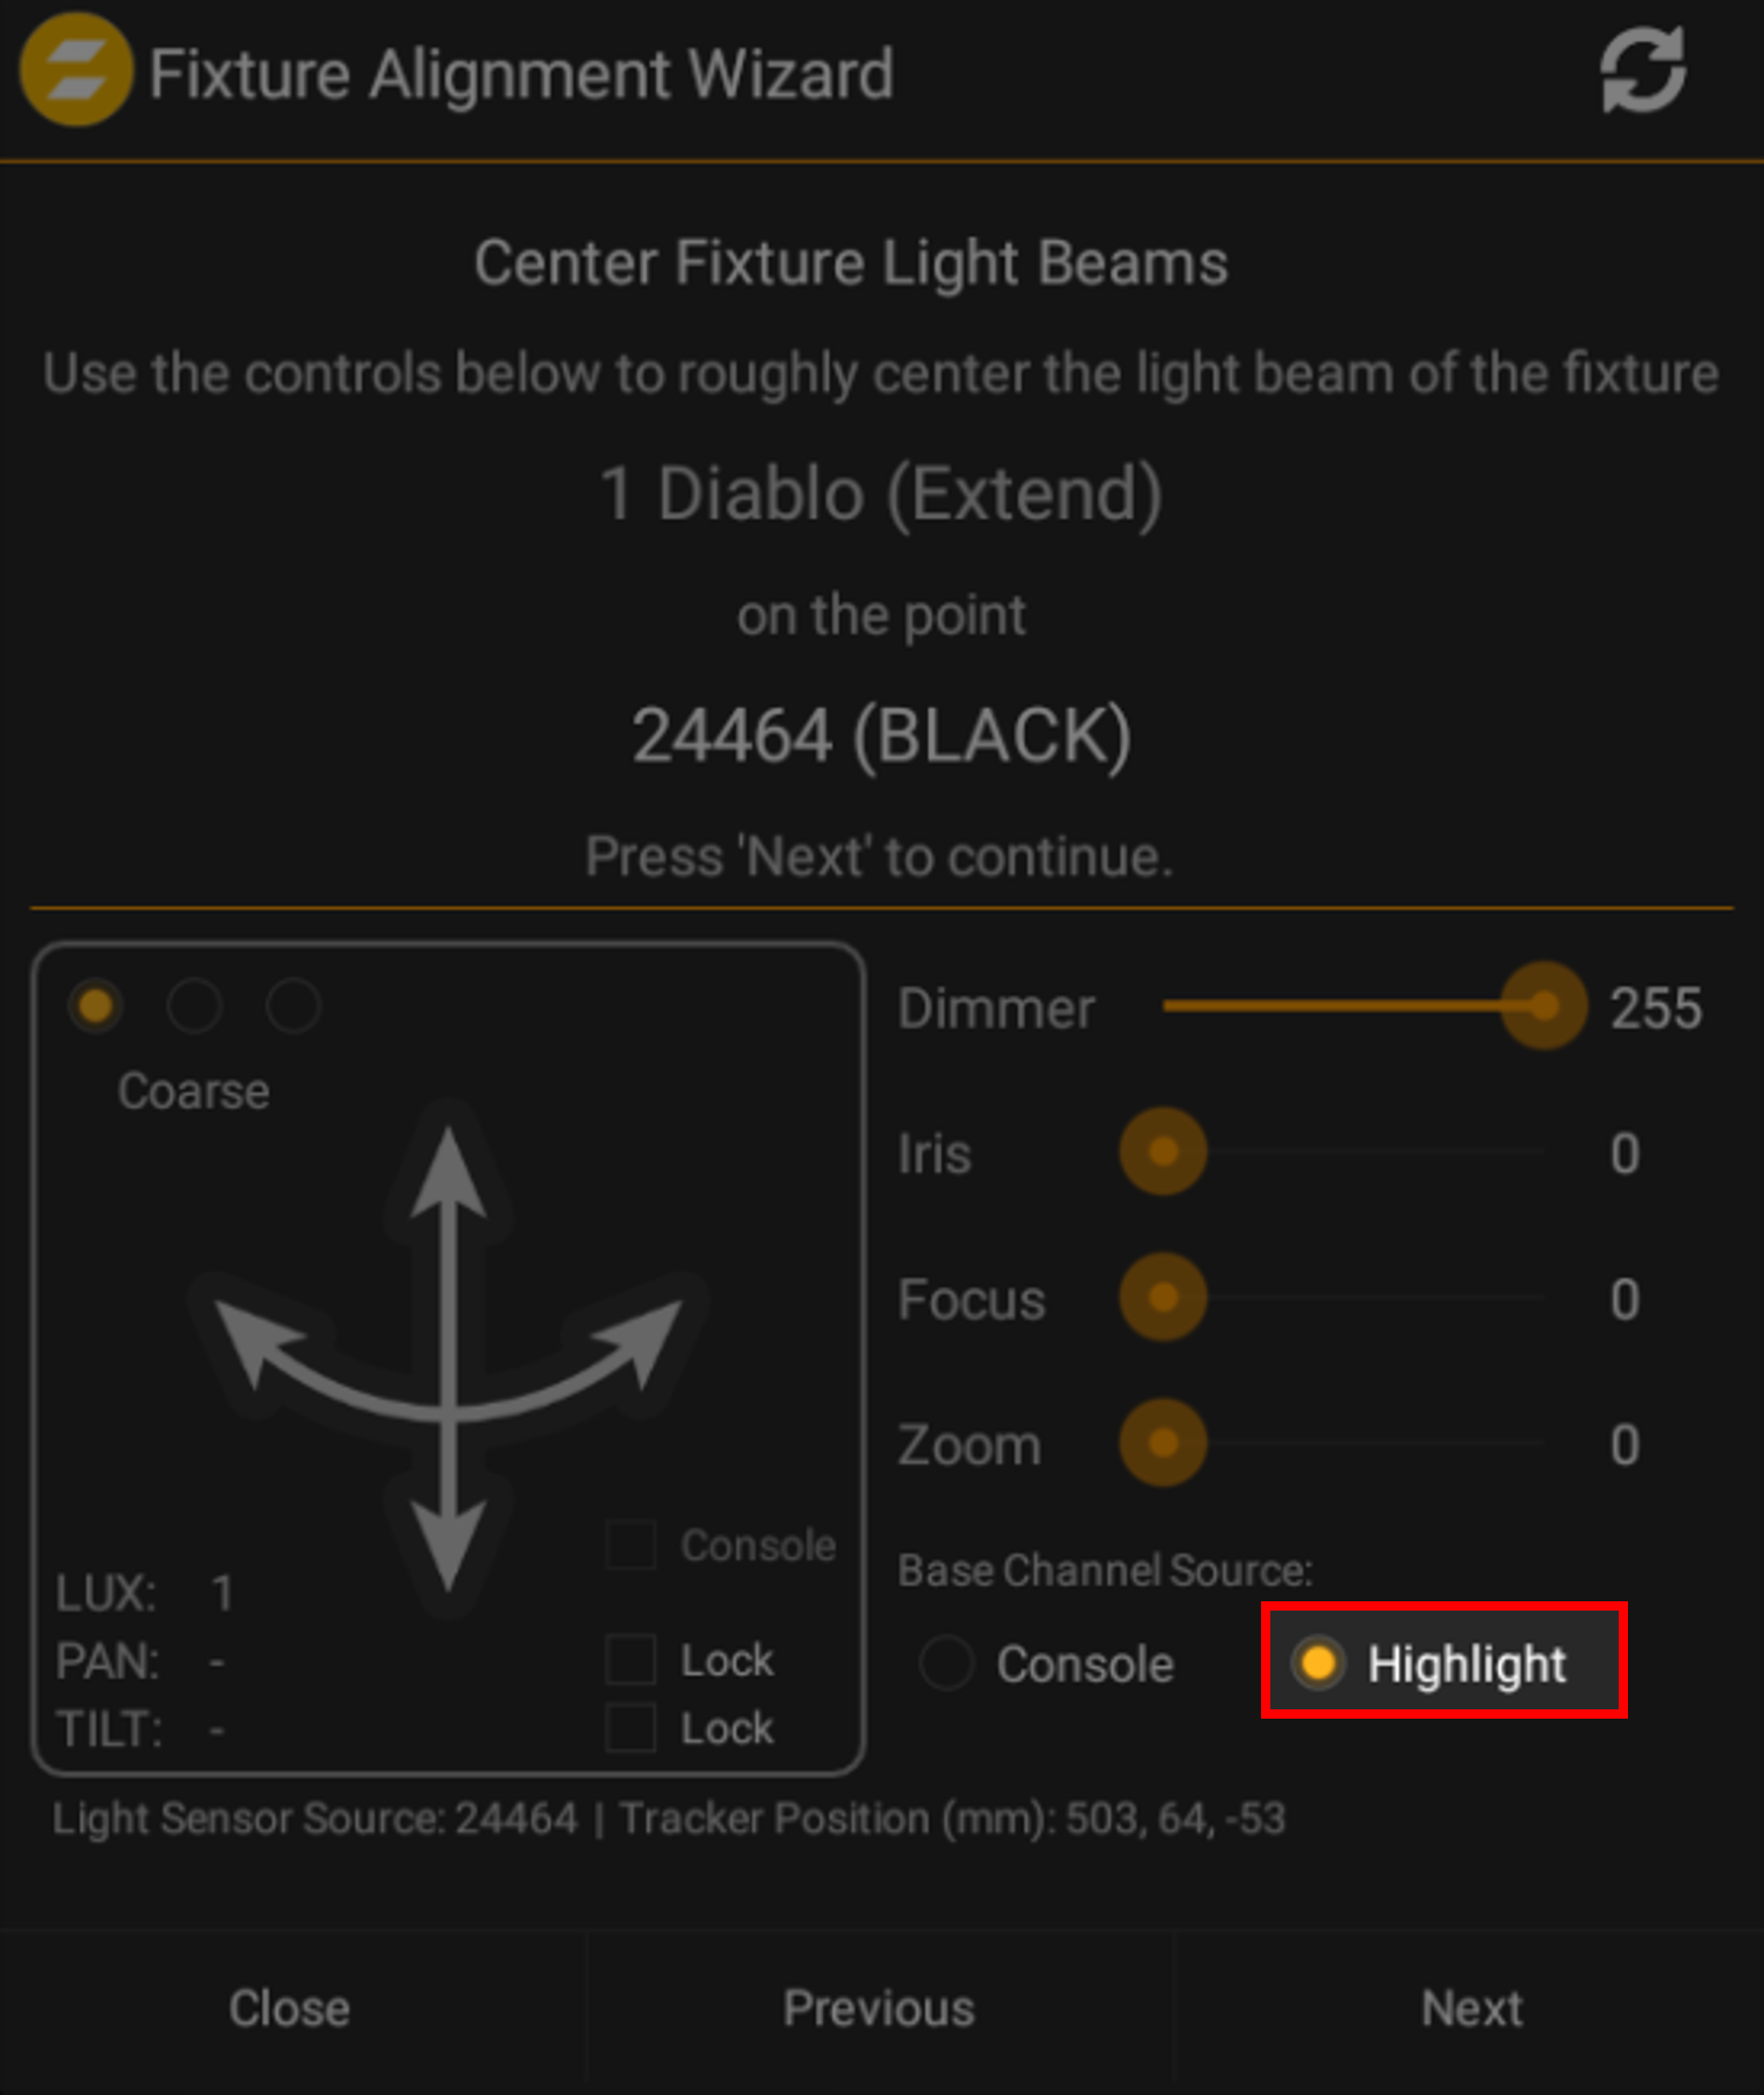 Fixture Alignment Wizard
Center Fixture Light Beams
Use the controls below to roughly center the light beam of the fixture
1 Diablo (Extend)
on the point
24464 (BLACK)
Press 'Next' to continue.
Coarse
Console
LUX: 1
PAN: - Lock
TILT: - Lock
Dimmer 255
Iris 0
Focus 0
Zoom 0
Base Channel Source:
Console Highlight
Light Sensor Source: 24464 | Tracker Position (mm): 503, 64, -53
Close Previous Next